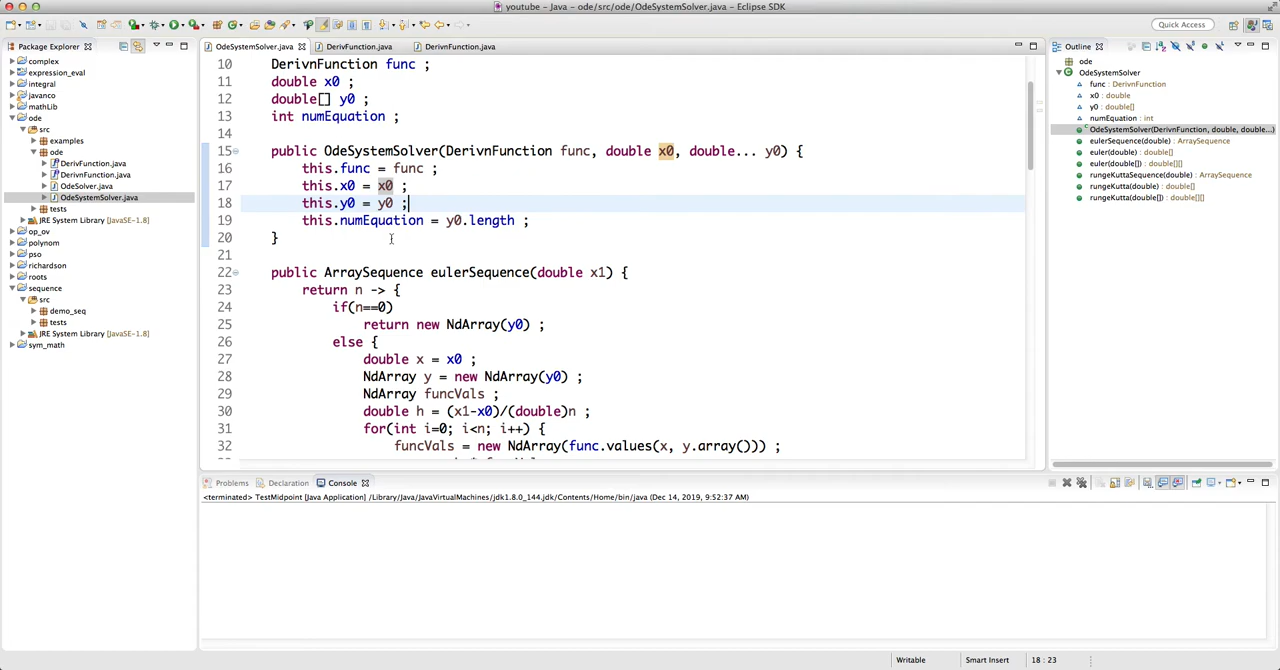 youtube - Java - ode/src/ode/OdeSystemSolver.java - Eclipse SDK
Quick Access
Package Explorer
complex
expression_eval
integral
javanco
mathLib
ode
src
examples
ode
DerivFunction.java
DerivnFunction.java
OdeSolver.java
OdeSystemSolver.java
tests
JRE System Library [JavaSE-1.8]
op_ov
polynom
pso
richardson
roots
sequence
src
demo_seq
tests
JRE System Library [JavaSE-1.8]
sym_math
OdeSystemSolver.java DerivFunction.java DerivnFunction.java
10 DerivnFunction func ;
11 double x0 ;
12 double[] y0 ;
13 int numEquation ;
14
15 public OdeSystemSolver(DerivnFunction func, double x0, double... y0) {
16 this.func = func ;
17 this.x0 = x0 ;
18 this.y0 = y0 ;
19 this.numEquation = y0.length ;
20 }
21
22 public ArraySequence eulerSequence(double x1) {
23 return n -> {
24 if(n==0)
25 return new NdArray(y0) ;
26 else {
27 double x = x0 ;
28 NdArray y = new NdArray(y0) ;
29 NdArray funcVals ;
30 double h = (x1-x0)/(double)n ;
31 for(int i=0; i<n; i++) {
32 funcVals = new NdArray(func.values(x, y.array())) ;
Outline
ode
OdeSystemSolver
func : DerivnFunction
x0 : double
y0 : double[]
numEquation : int
OdeSystemSolver(DerivnFunction, double, double...)
eulerSequence(double) : ArraySequence
euler(double) : double[]
euler(double[]) : double[][]
rungeKuttaSequence(double) : ArraySequence
rungeKutta(double) : double[]
rungeKutta(double[]) : double[][]
Problems Declaration Console
<terminated> TestMidpoint [Java Application] /Library/Java/JavaVirtualMachines/jdk1.8.0_144.jdk/Contents/Home/bin/java (Dec 14, 2019, 9:52:37 AM)
Writable Smart Insert 18 : 23